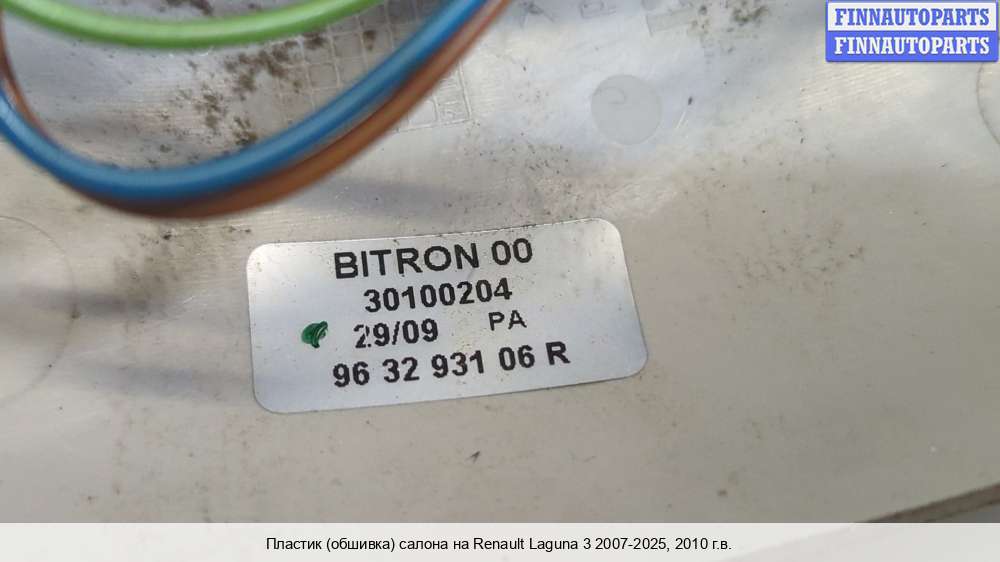 FINNAUTOPARTS
FINNAUTOPARTS
BITRON 00
30100204
29/09 PA
96 32 931 06 R
Пластик (обшивка) салона на Renault Laguna 3 2007-2025, 2010 г.в.